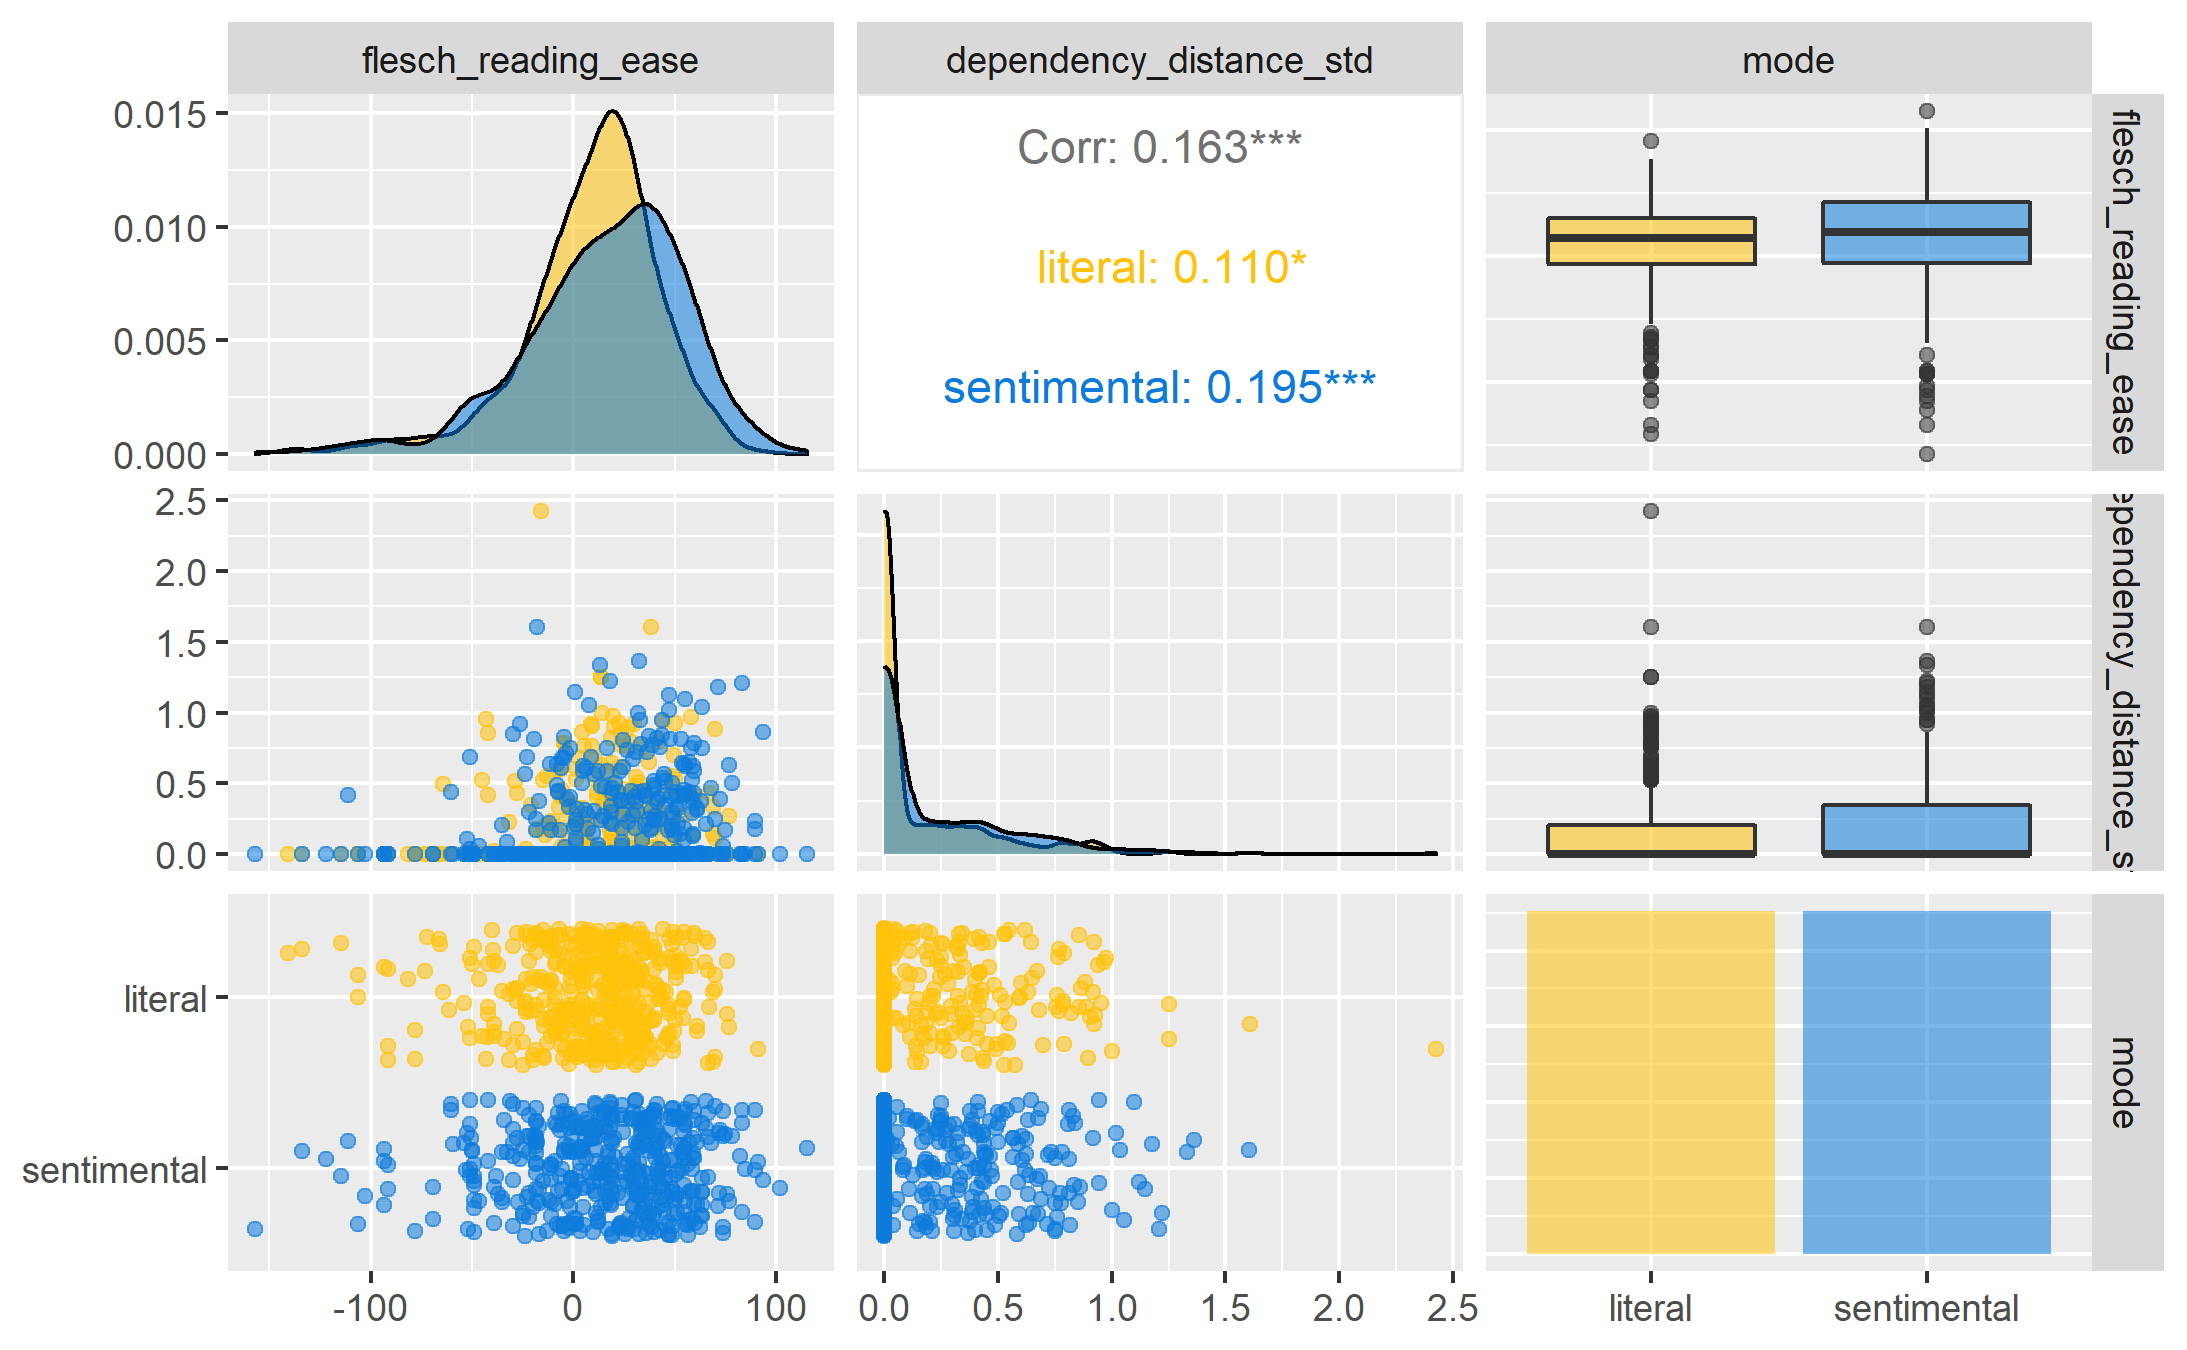 flesch_reading_ease
dependency_distance_std
mode
0.015
0.010
0.005
0.000
Corr: 0.163***
literal: 0.110*
sentimental: 0.195***
flesch_reading_ease
2.5
2.0
1.5
1.0
0.5
0.0
ependency_distance_s
literal
sentimental
mode
-100
0
100
0.0
0.5
1.0
1.5
2.0
2.5
literal
sentimental